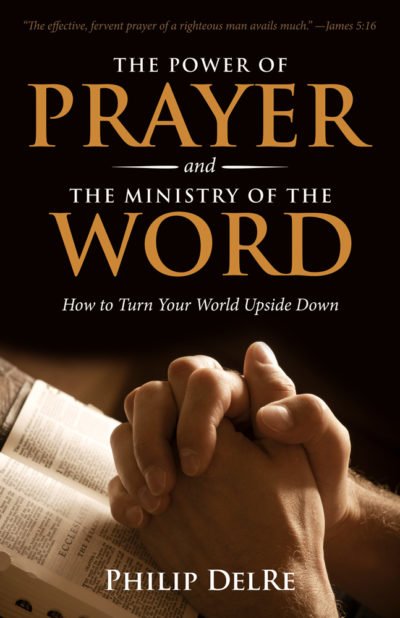 “The effective, fervent prayer of a righteous man avails much.” —James 5:16
THE POWER OF
PRAYER
and
THE MINISTRY OF THE
WORD
How to Turn Your World Upside Down
ECCLES
PHILIP DELRE